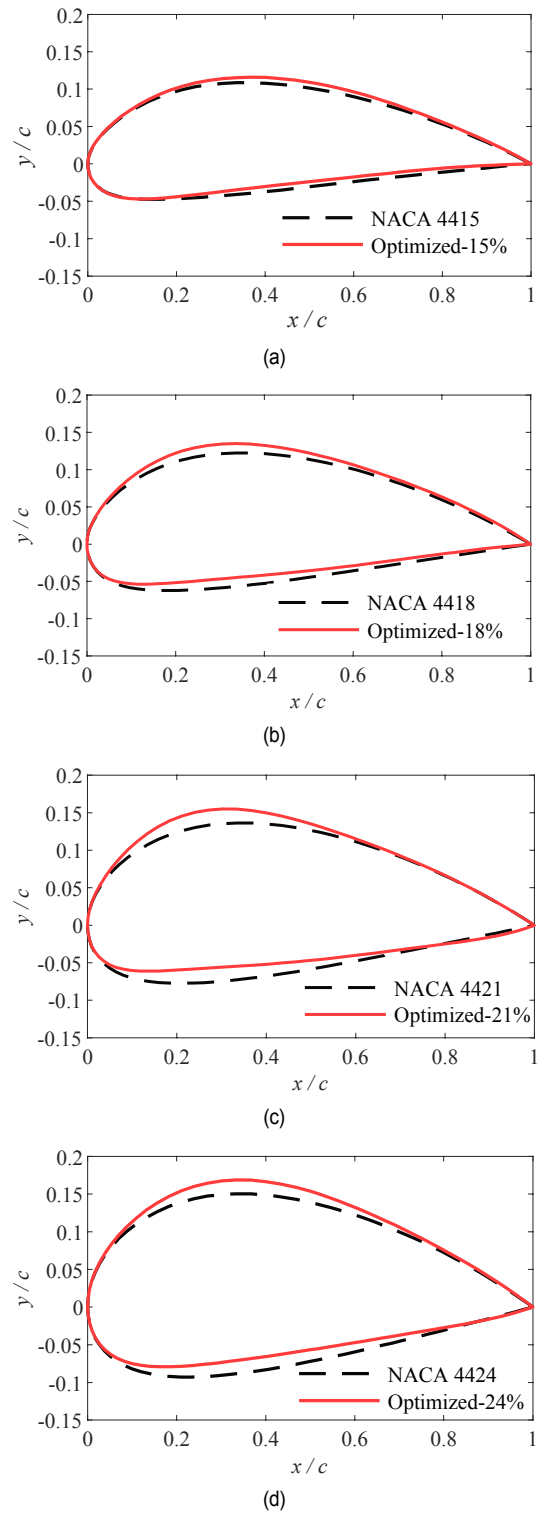 0.2
0.15
0.1
0.05
0
-0.05
-0.1
-0.15
y / c
NACA 4415
Optimized-15%
0 0.2 0.4 0.6 0.8 1
x / c
(a)
0.2
0.15
0.1
0.05
0
-0.05
-0.1
-0.15
y / c
NACA 4418
Optimized-18%
0 0.2 0.4 0.6 0.8 1
x / c
(b)
0.2
0.15
0.1
0.05
0
-0.05
-0.1
-0.15
y / c
NACA 4421
Optimized-21%
0 0.2 0.4 0.6 0.8 1
x / c
(c)
0.2
0.15
0.1
0.05
0
-0.05
-0.1
-0.15
y / c
NACA 4424
Optimized-24%
0 0.2 0.4 0.6 0.8 1
x / c
(d)